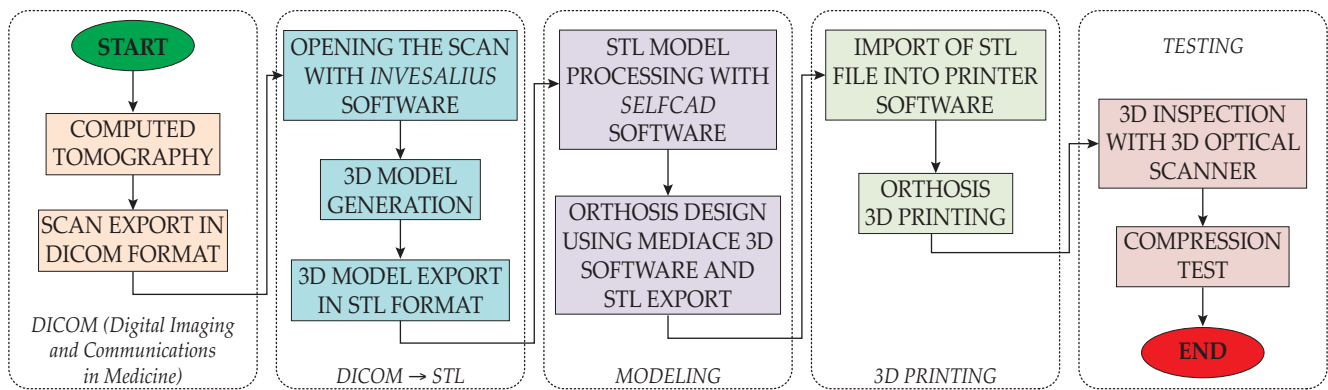 START
COMPUTED
TOMOGRAPHY
SCAN EXPORT IN
DICOM FORMAT
DICOM (Digital Imaging
and Communications
in Medicine)
OPENING THE SCAN
WITH INVESALIUS
SOFTWARE
3D MODEL
GENERATION
3D MODEL EXPORT
IN STL FORMAT
DICOM → STL
STL MODEL
PROCESSING WITH
SELFCAD
SOFTWARE
ORTHOSIS DESIGN
USING MEDIACE 3D
SOFTWARE AND
STL EXPORT
MODELING
IMPORT OF STL
FILE INTO PRINTER
SOFTWARE
ORTHOSIS
3D PRINTING
3D PRINTING
TESTING
3D INSPECTION
WITH 3D OPTICAL
SCANNER
COMPRESSION
TEST
END